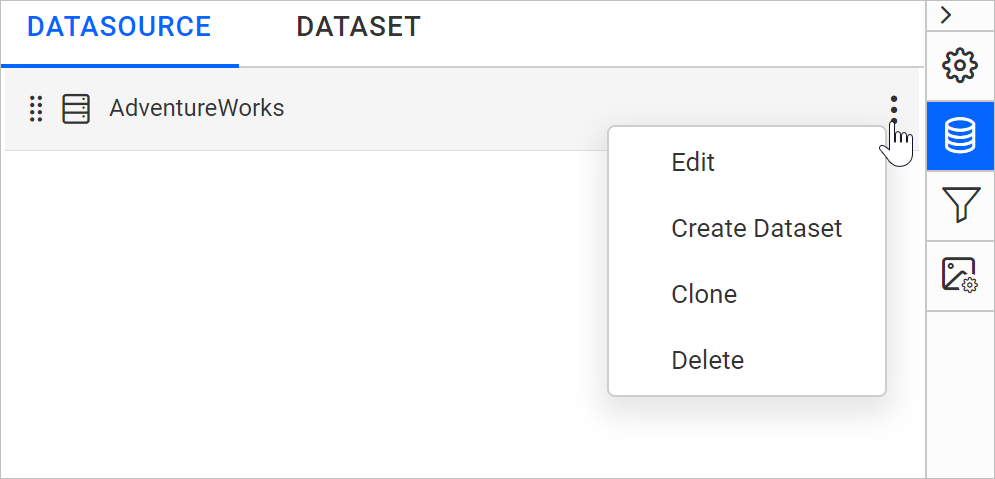 DATASOURCE DATASET
AdventureWorks
Edit
Create Dataset
Clone
Delete